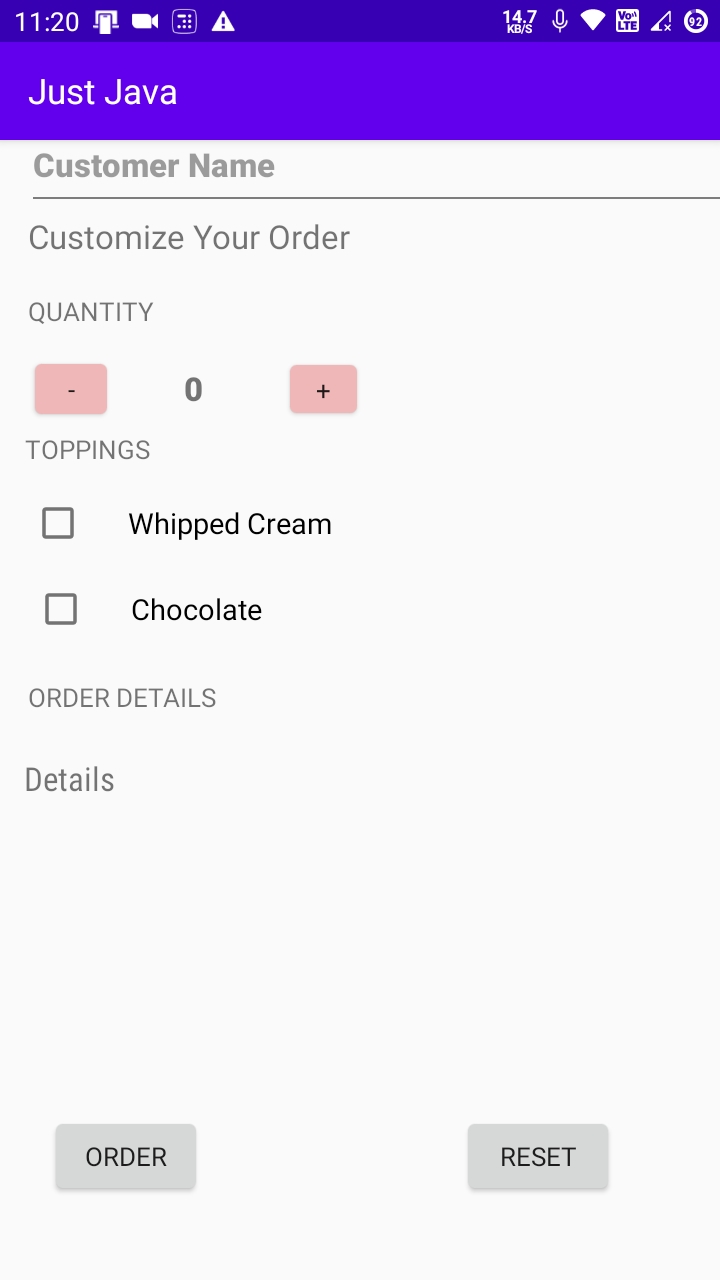 11:20 14.7 KB/S Vo LTE 92
Just Java
Customer Name
Customize Your Order
QUANTITY
- 0 +
TOPPINGS
Whipped Cream
Chocolate
ORDER DETAILS
Details
ORDER RESET